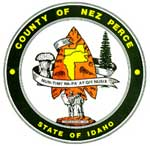 COUNTY OF NEZ PERCE
STATE OF IDAHO